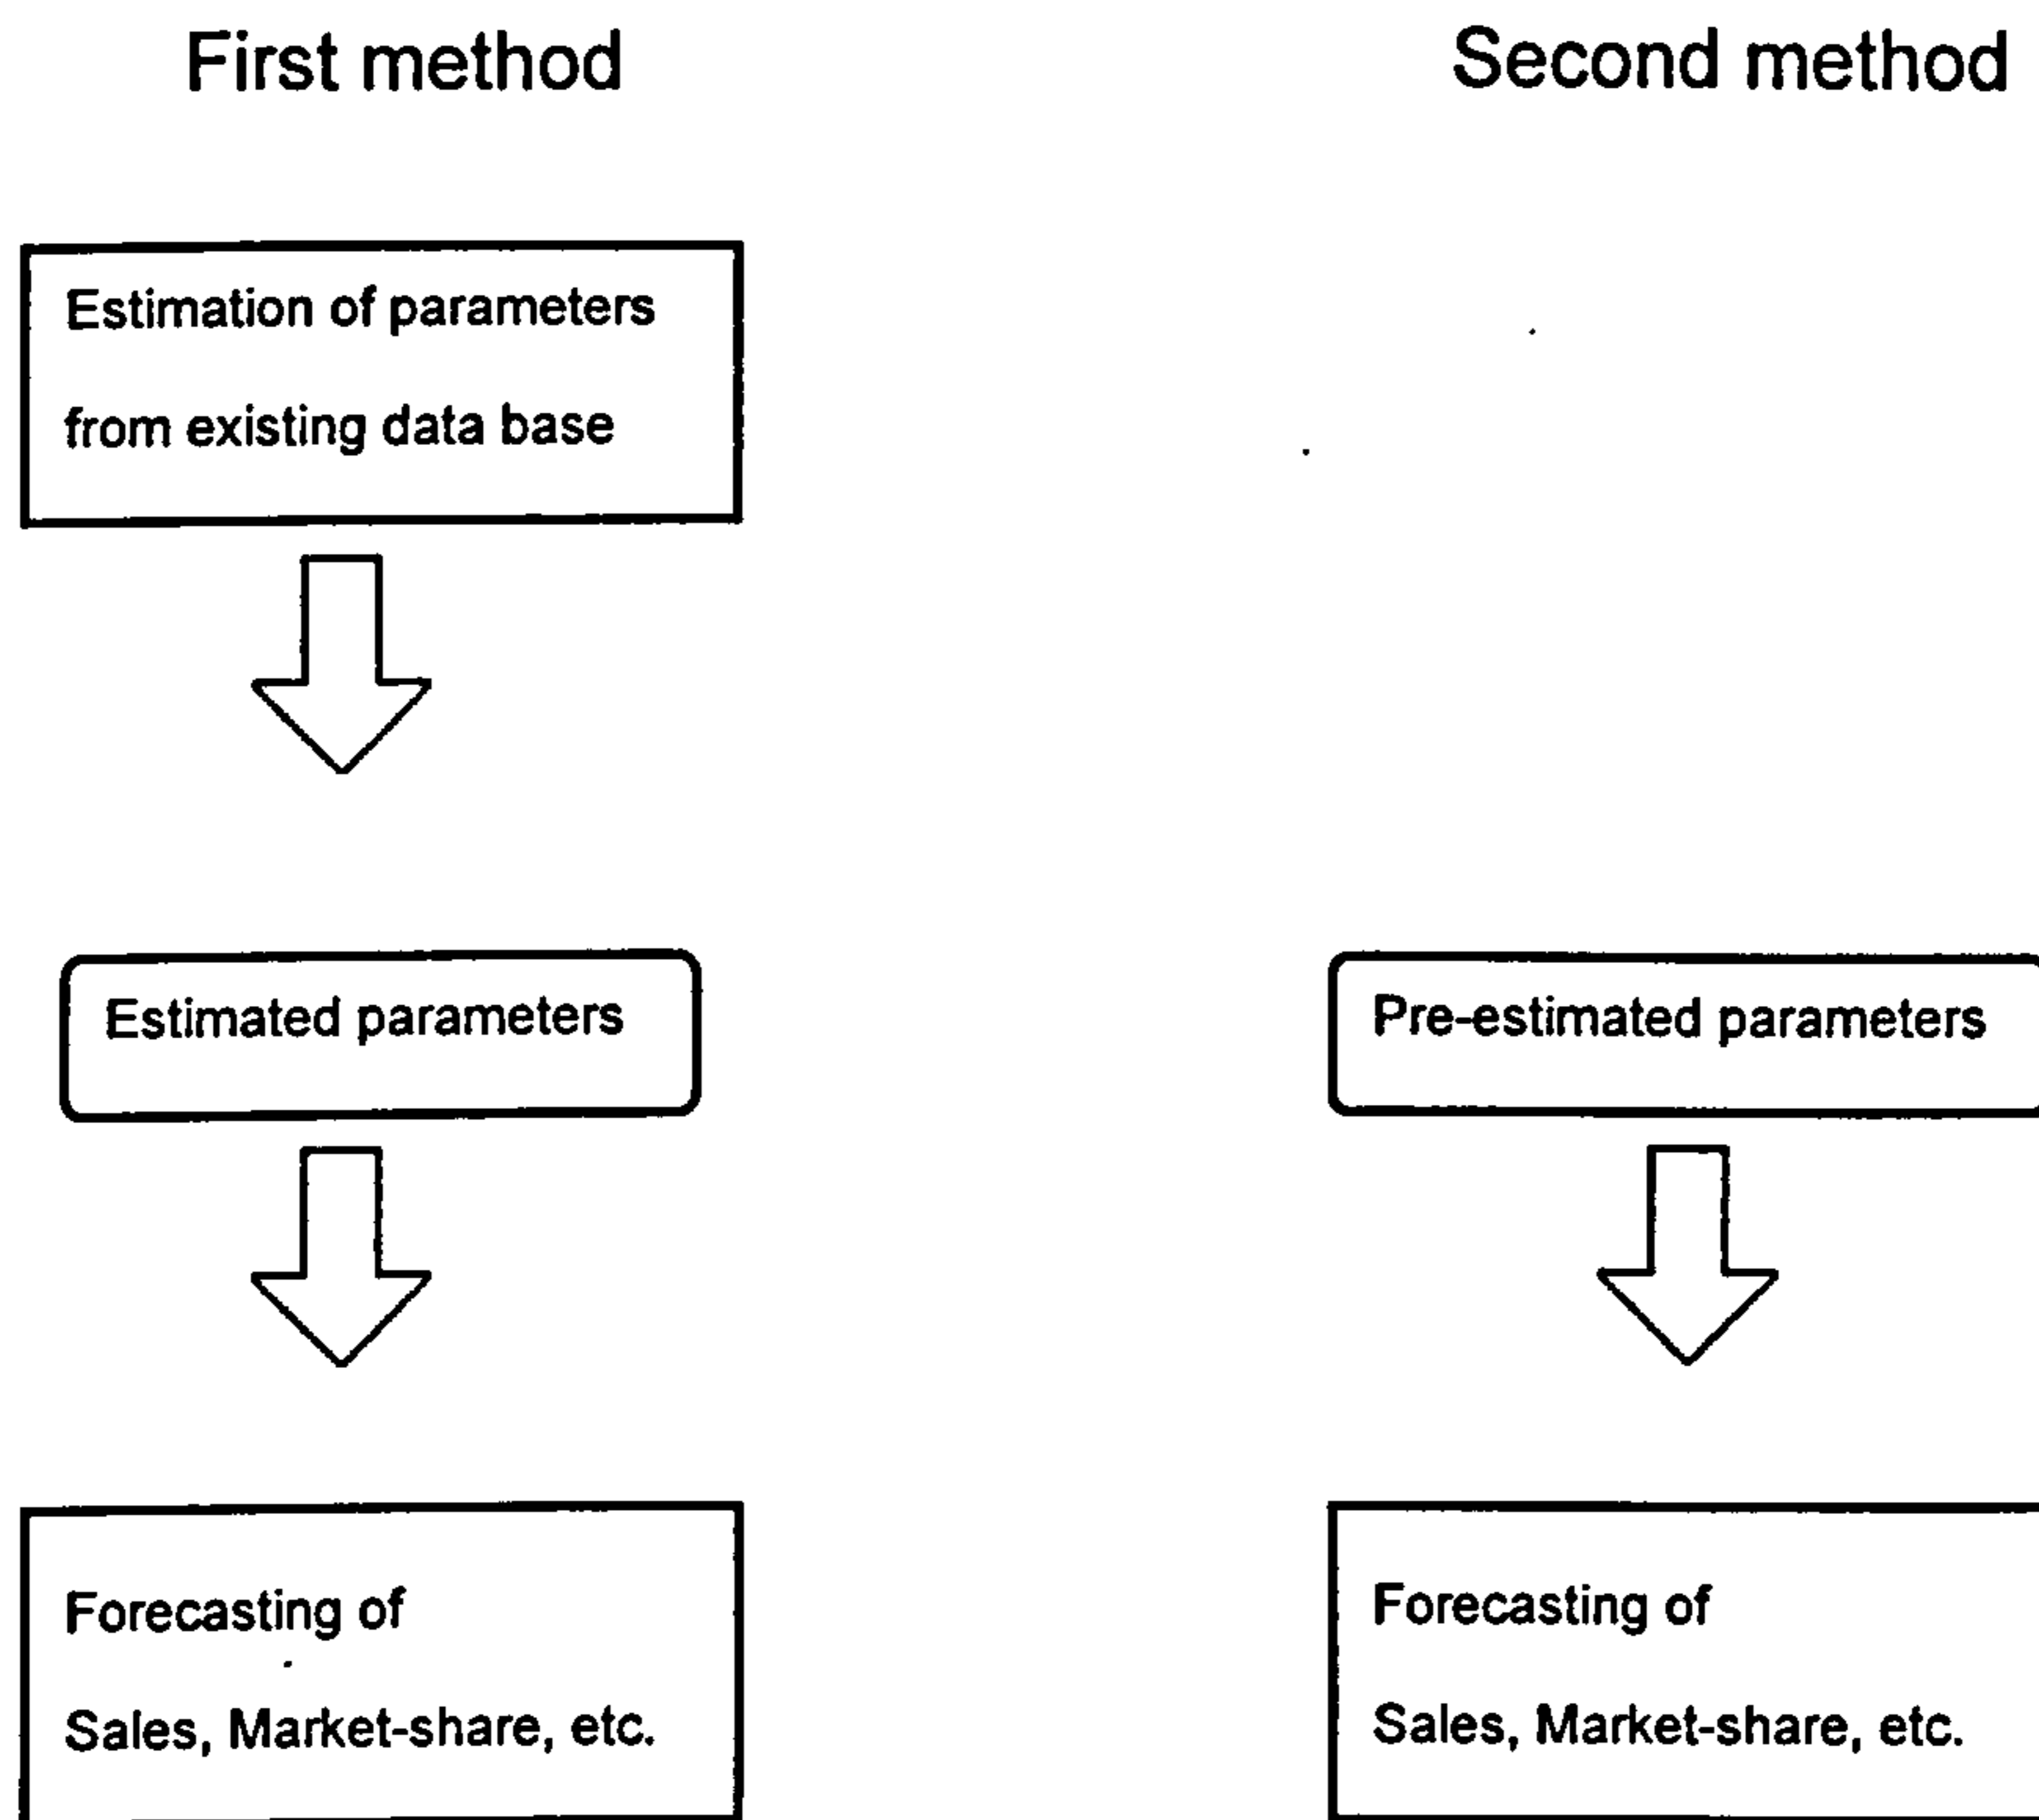 First method
Second method
Estimation of parameters
from existing data base
Estimated parameters
Pre-estimated parameters
Forecasting of
Sales, Market-share, etc.
Forecasting of
Sales, Market-share, etc.